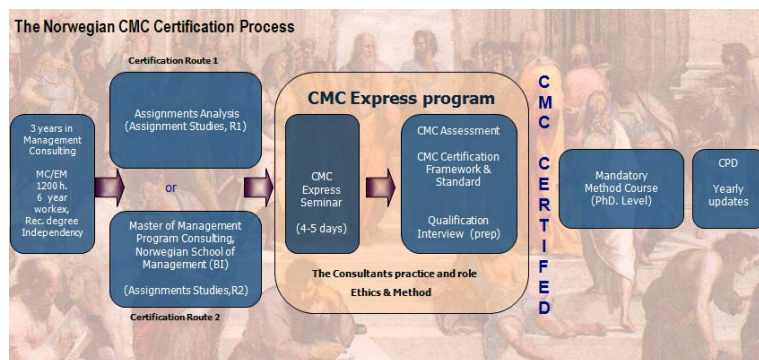 The Norwegian CMC Certification Process
Certification Route 1
3 years in
Management
Consulting
MC/EM
1200 h.
6 year
workex,
Rec. degree
Independency
Assignments Analysis
(Assignment Studies, R1)
or
Master of Management
Program Consulting,
Norwegian School of
Management (BI)
(Assignments Studies,R2)
Certification Route 2
CMC Express program
CMC
Express
Seminar
(4-5 days)
CMC Assessment
CMC Certification
Framework &
Standard
Qualification
Interview (prep)
The Consultants practice and role
Ethics & Method
CMC CERTIFED
Mandatory
Method Course
(PhD. Level)
CPD
Yearly
updates